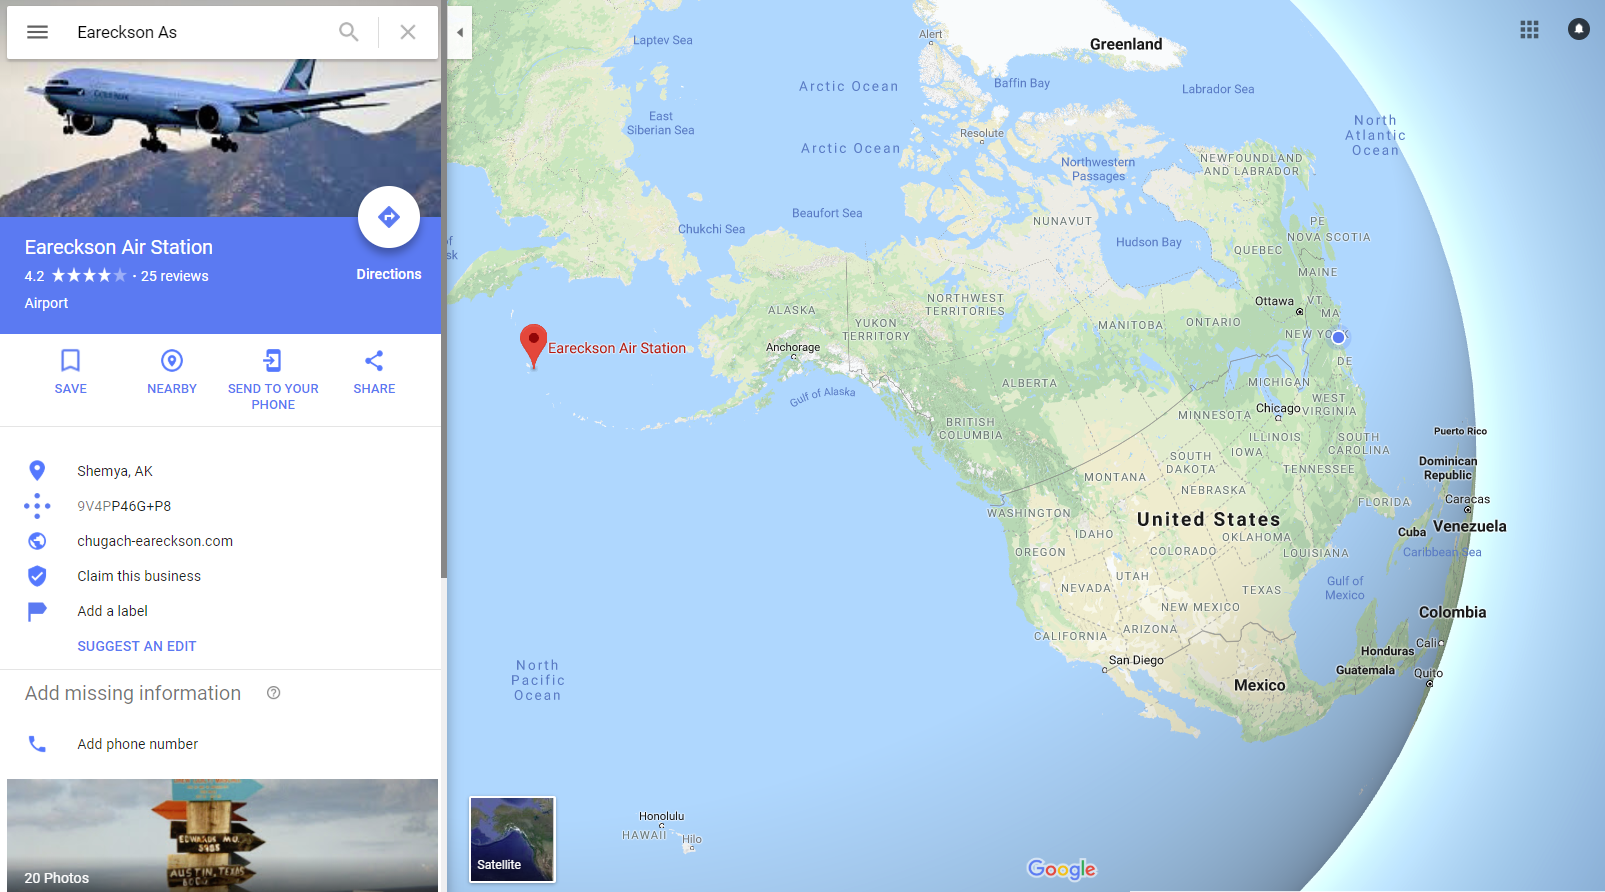 Eareckson As
Eareckson Air Station
4.2
· 25 reviews
Airport
Directions
SAVE
NEARBY
SEND TO YOUR
PHONE
SHARE
Shemya, AK
9V4PP46G+P8
chugach-eareckson.com
Claim this business
Add a label
SUGGEST AN EDIT
Add missing information
Add phone number
EDWARDS
3985
AUSTIN, TEXAS
20 Photos
Laptev Sea
Alert
Greenland
Arctic Ocean
Baffin Bay
Labrador Sea
East
Siberian Sea
North
Atlantic
Ocean
Resolute
Arctic Ocean
Northwestern
Passages
NEWFOUNDLAND
AND LABRADOR
Beaufort Sea
NUNAVUT
PE
NOVA SCOTIA
Chukchi Sea
of
sk
Hudson Bay
QUEBEC
MAINE
NORTHWEST
TERRITORIES
Ottawa
VT
MA
ALASKA
YUKON
TERRITORY
MANITOBA
ONTARIO
NEW YORK
Eareckson Air Station
Anchorage
DE
ALBERTA
MICHIGAN
Gulf of Alaska
WEST
VIRGINIA
Chicago
MINNESOTA
BRITISH
COLUMBIA
ILLINOIS
SOUTH
CAROLINA
Puerto Rico
SOUTH
DAKOTA
IOWA
Dominican
Republic
MONTANA
TENNESSEE
NEBRASKA
FLORIDA
Caracas
WASHINGTON
United States
Venezuela
IDAHO
OKLAHOMA
Cuba
OREGON
COLORADO
LOUISIANA
Caribbean Sea
UTAH
NEVADA
TEXAS
Gulf of
Mexico
NEW MEXICO
Colombia
CALIFORNIA
ARIZONA
Cali
Honduras
San Diego
Guatemala
Quito
North
Pacific
Ocean
Mexico
Honolulu
HAWAII
Hilo
Satellite
Google